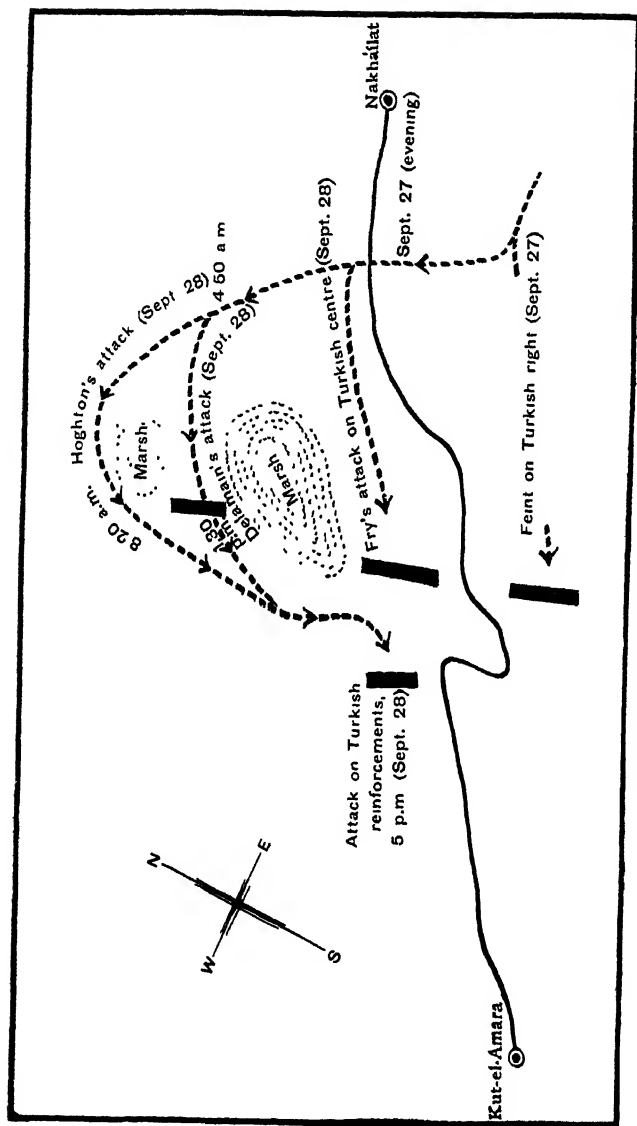 Hoghton's attack (Sept 28)
4 50 a m
8 20 a.m.
Marsh
30
p.m
Delamain's attack (Sept. 28)
Marsh
Fry's attack on Turkish centre (Sept. 28)
Nakháilat
Sept. 27 (evening)
Feint on Turkish right (Sept. 27)
Attack on Turkish
reinforcements,
5 p.m (Sept. 28)
N
E
W
S
Kut-el-Amara